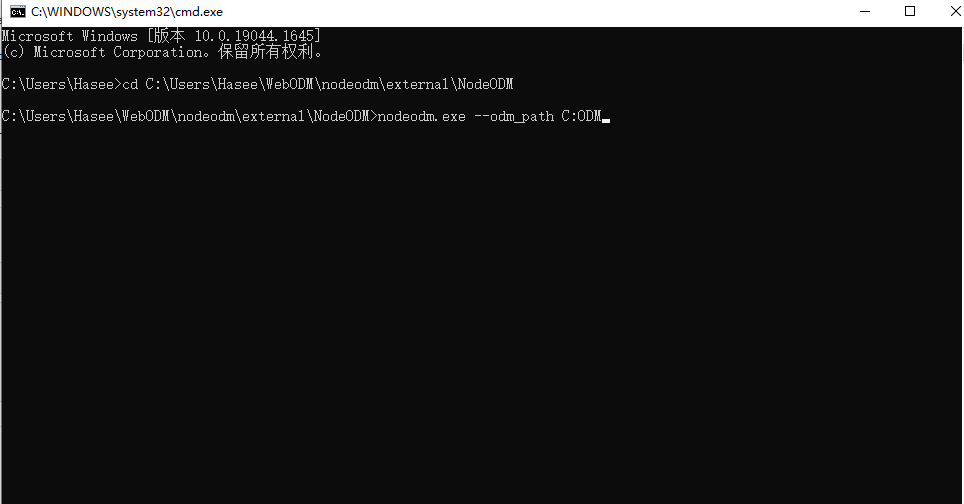 C:\WINDOWS\system32\cmd.exe
Microsoft Windows [版本 10.0.19044.1645]
(c) Microsoft Corporation。保留所有权利。
C:\Users\Hasee>cd C:\Users\Hasee\WebODM\nodeodm\external\NodeODM
C:\Users\Hasee\WebODM\nodeodm\external\NodeODM>nodeodm.exe --odm_path C:ODM